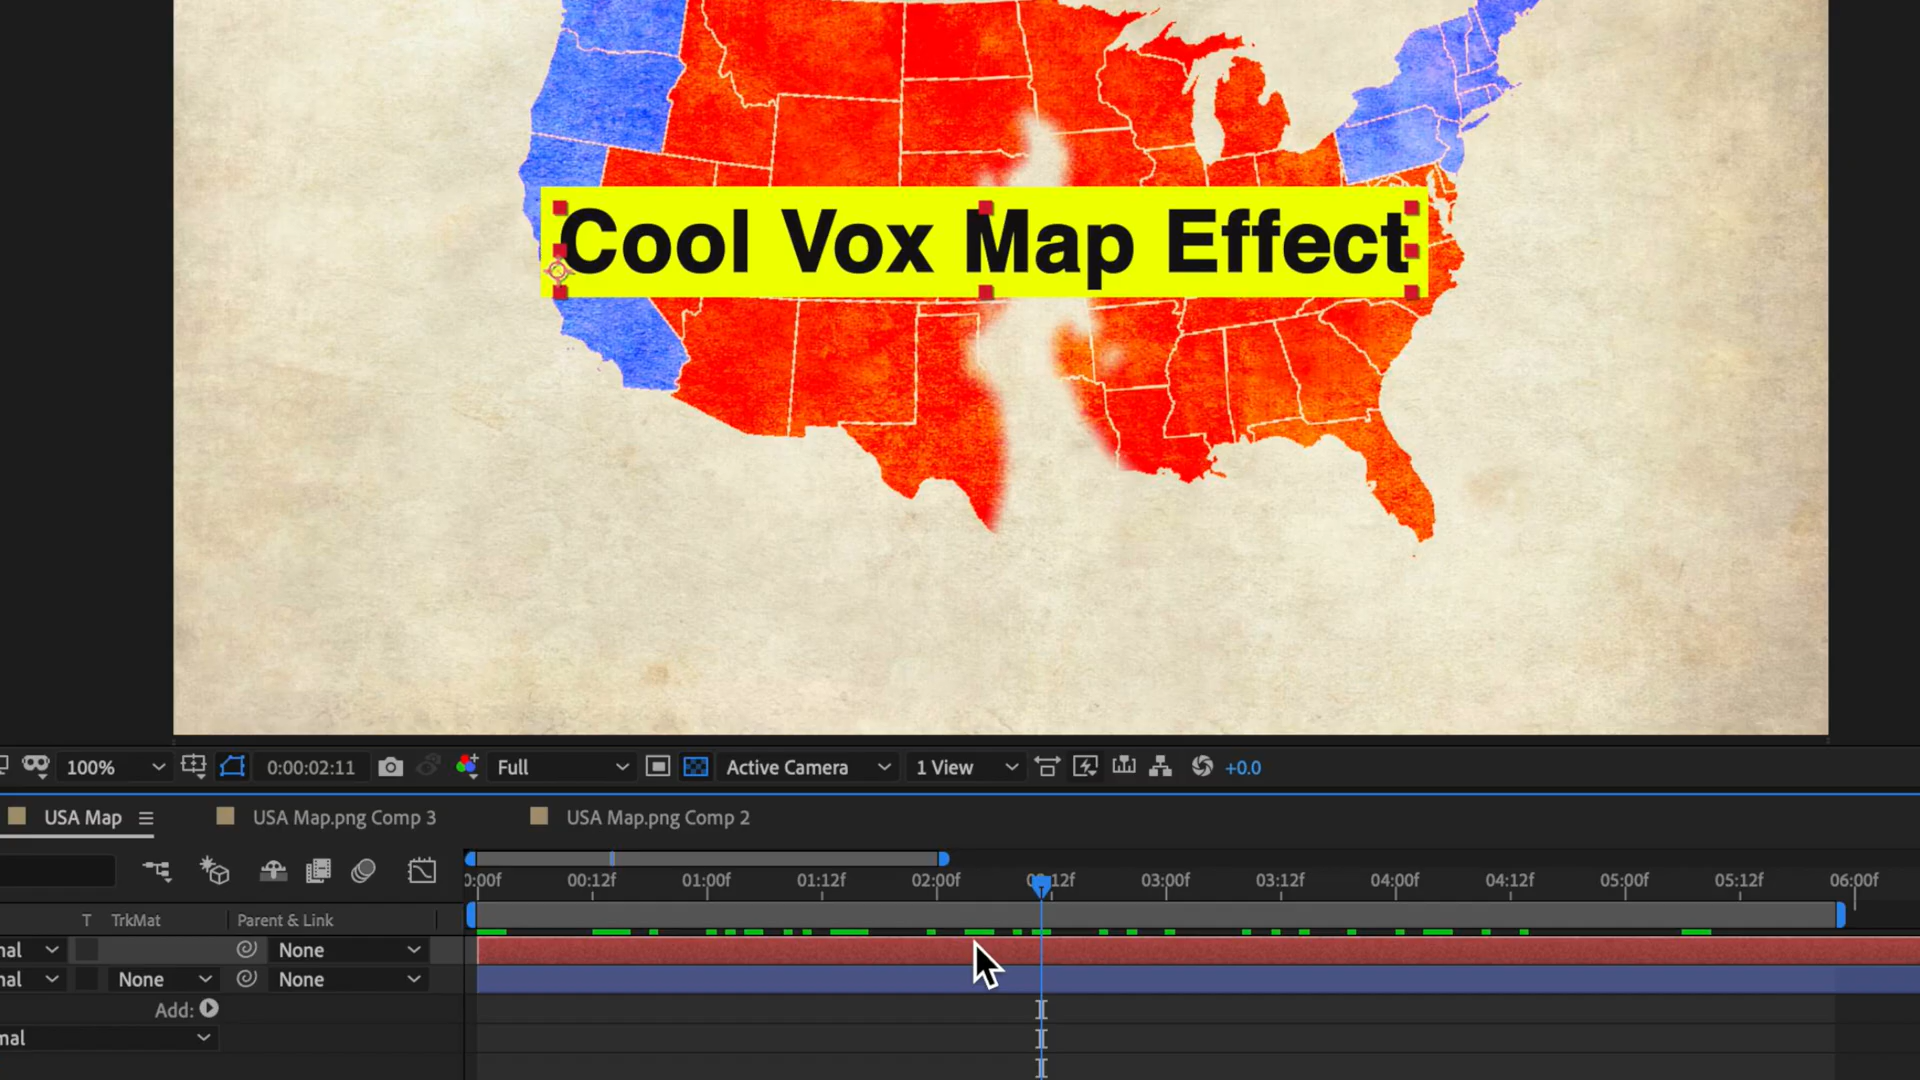 Cool Vox Map Effect
100% 0:00:02:11 Full Active Camera 1 View +0.0
USA Map USA Map.png Comp 3 USA Map.png Comp 2
0:00f 00:12f 01:00f 01:12f 02:00f 12f 03:00f 03:12f 04:00f 04:12f 05:00f 05:12f 06:00f
T TrkMat Parent & Link
nal None
nal None None
Add:
nal